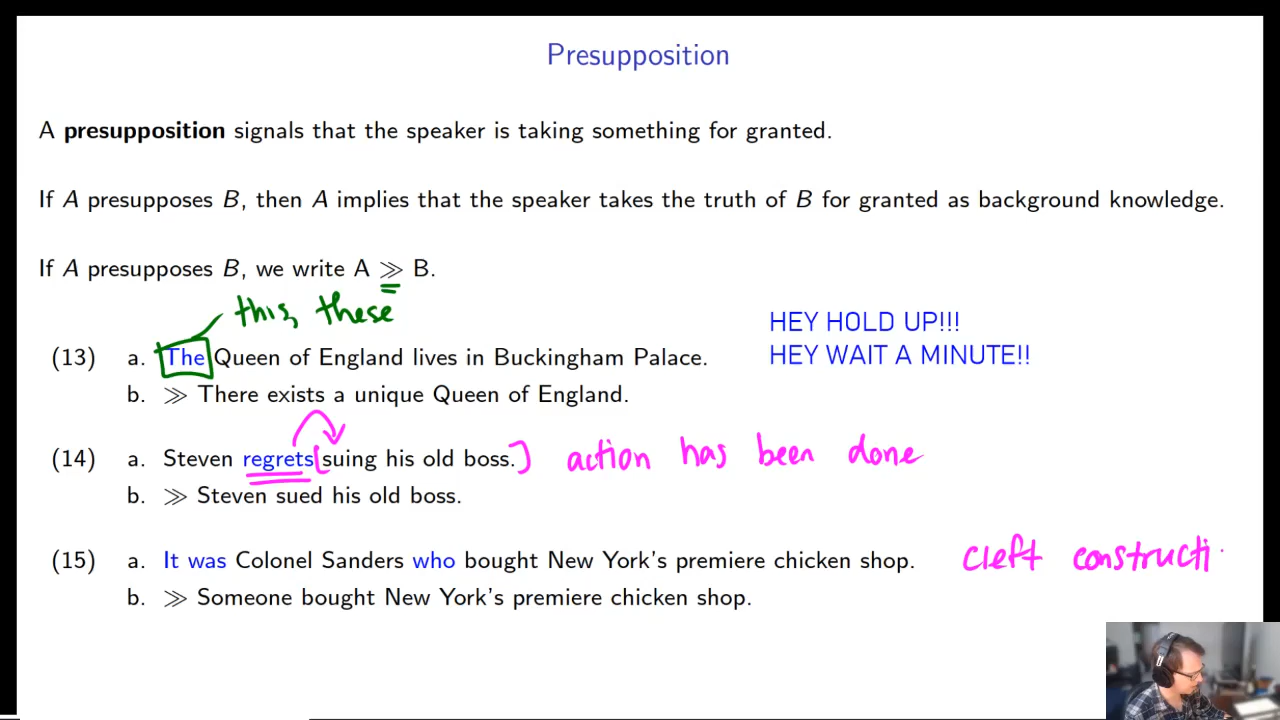 Presupposition
A presupposition signals that the speaker is taking something for granted.
If A presupposes B, then A implies that the speaker takes the truth of B for granted as background knowledge.
If A presupposes B, we write A ≫ B.
this, these
HEY HOLD UP!!!
HEY WAIT A MINUTE!!
(13) a. The Queen of England lives in Buckingham Palace.
b. ≫ There exists a unique Queen of England.
(14) a. Steven regrets [suing his old boss.] action has been done
b. ≫ Steven sued his old boss.
(15) a. It was Colonel Sanders who bought New York's premiere chicken shop. cleft constructi
b. ≫ Someone bought New York's premiere chicken shop.